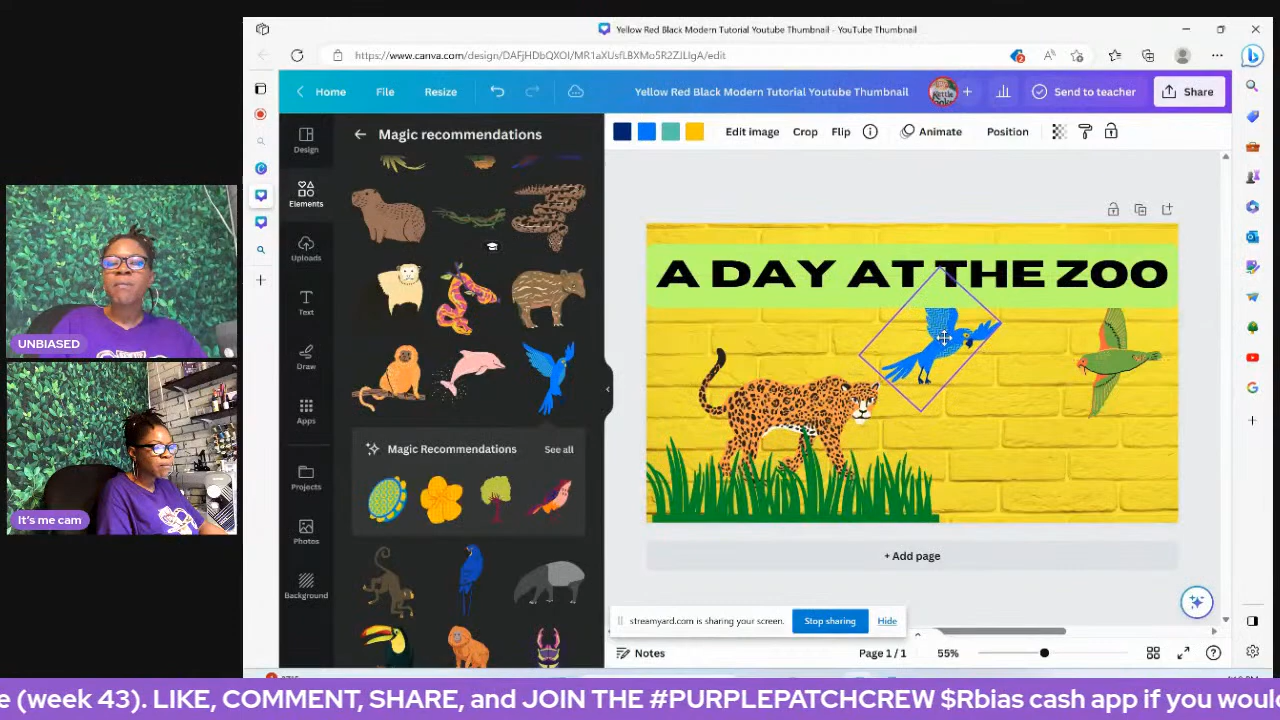 Yellow Red Black Modern Tutorial Youtube Thumbnail - YouTube Thumbnail
https://www.canva.com/design/DAFjHDbQXOI/MR1aXUsfLBXMo5R2ZJLIgA/edit
Home File Resize Yellow Red Black Modern Tutorial Youtube Thumbnail Send to teacher Share
Design
Elements
Uploads
Text
Draw
Apps
Projects
Photos
Background
Magic recommendations
Magic Recommendations See all
Edit image Crop Flip Animate Position
A DAY AT THE ZOO
+ Add page
streamyard.com is sharing your screen. Stop sharing Hide
Notes Page 1 / 1 55%
UNBIASED
It's me cam
e (week 43). LIKE, COMMENT, SHARE, and JOIN THE #PURPLEPATCHCREW $Rbias cash app if you would